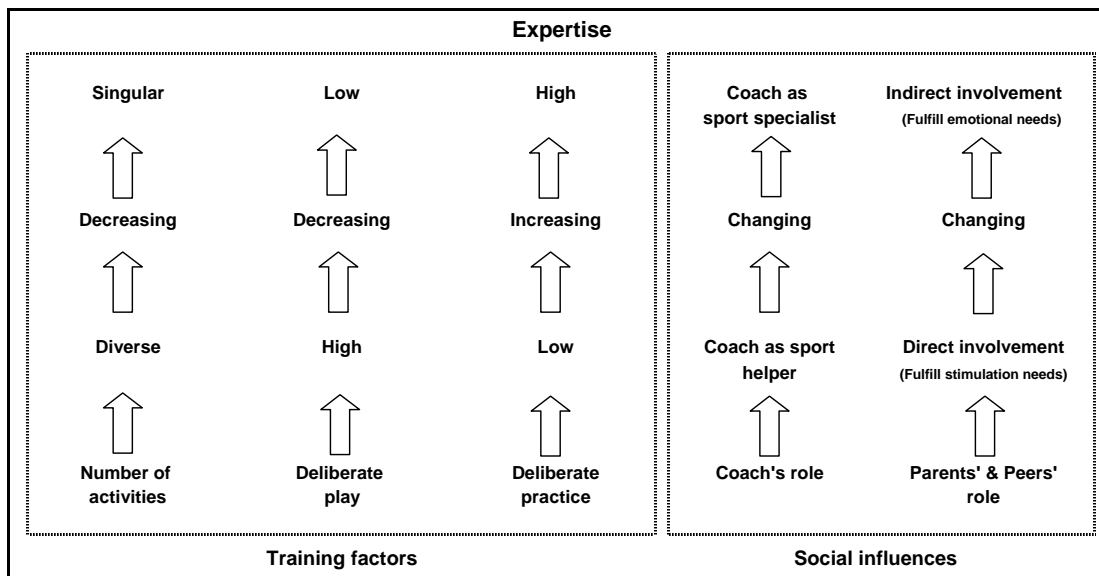 Expertise
Singular
Low
High
Coach as
sport specialist
Indirect involvement
(Fulfill emotional needs)
Decreasing
Decreasing
Increasing
Changing
Changing
Diverse
High
Low
Coach as sport
helper
Direct involvement
(Fulfill stimulation needs)
Number of
activities
Deliberate
play
Deliberate
practice
Coach's role
Parents' & Peers'
role
Training factors
Social influences